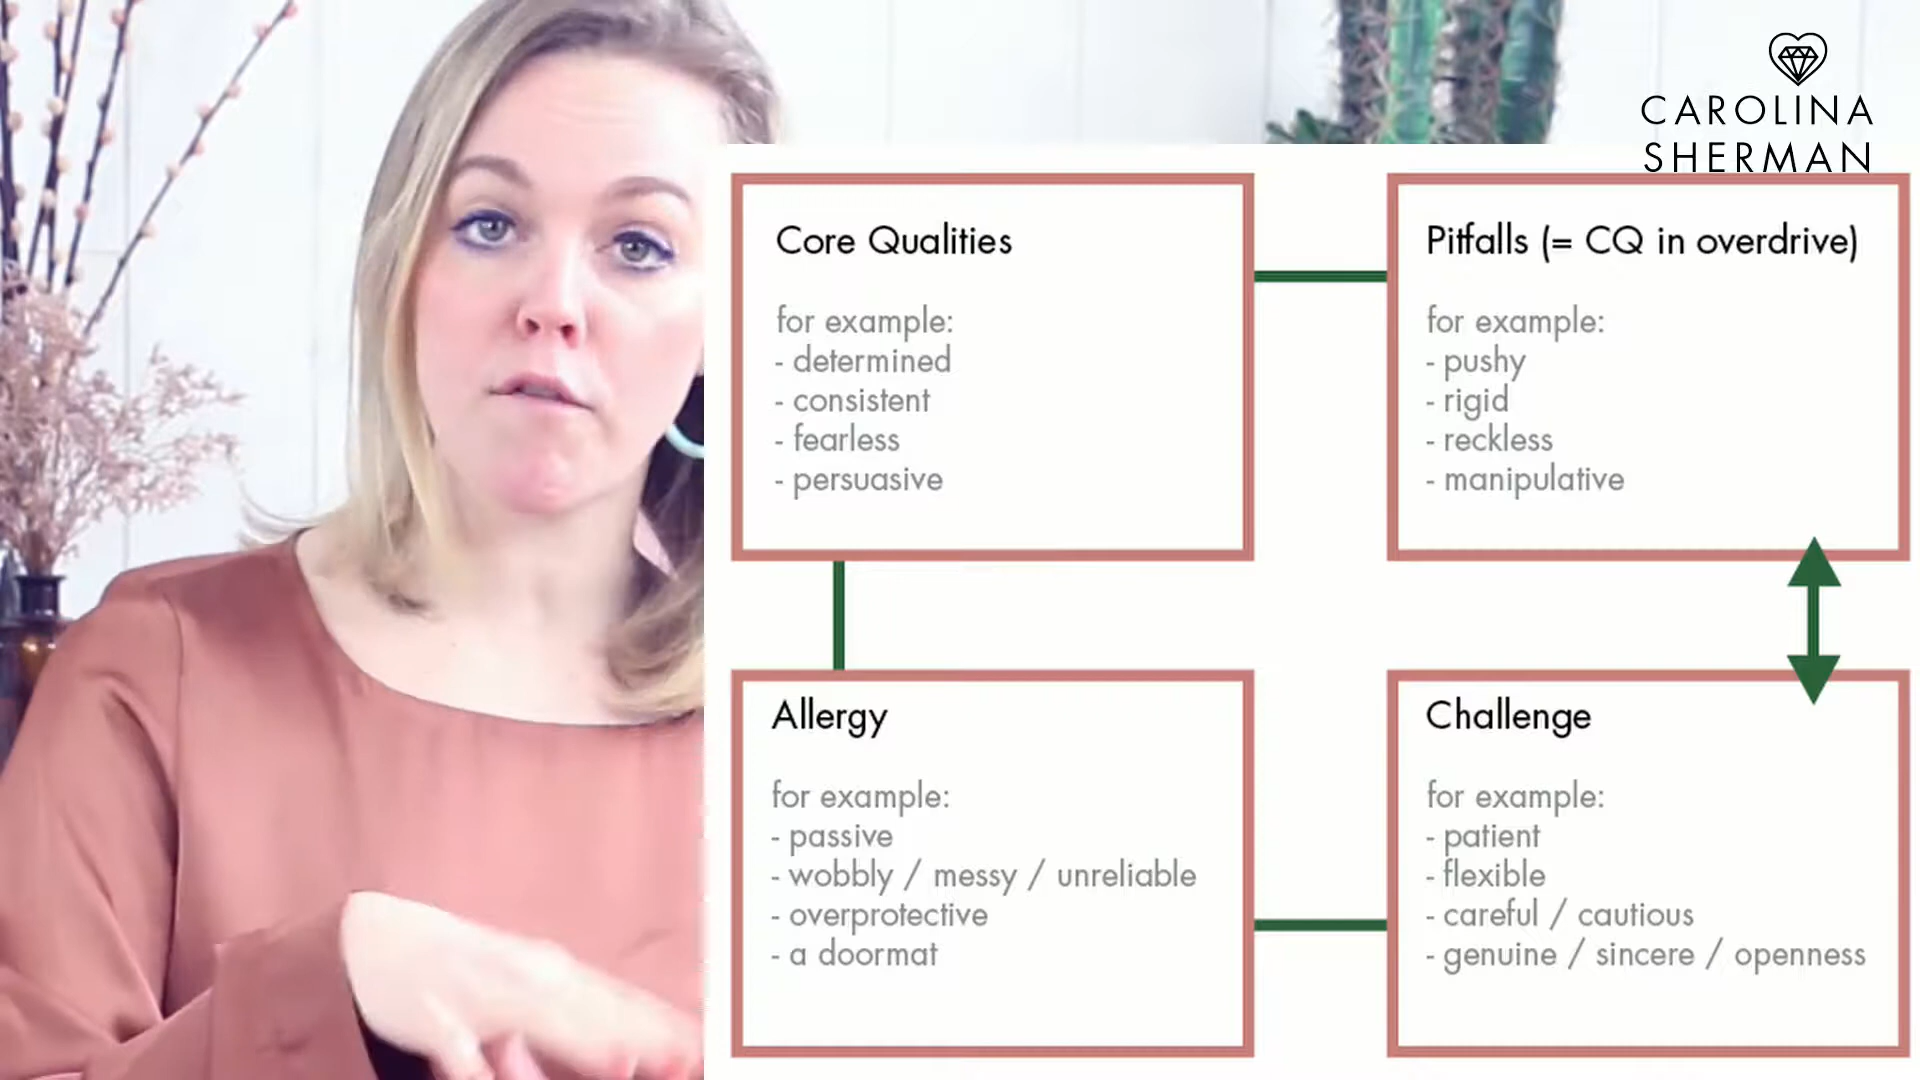 CAROLINA
SHERMAN
Core Qualities
for example:
- determined
- consistent
- fearless
- persuasive
Pitfalls (= CQ in overdrive)
for example:
- pushy
- rigid
- reckless
- manipulative
Allergy
for example:
- passive
- wobbly / messy / unreliable
- overprotective
- a doormat
Challenge
for example:
- patient
- flexible
- careful / cautious
- genuine / sincere / openness